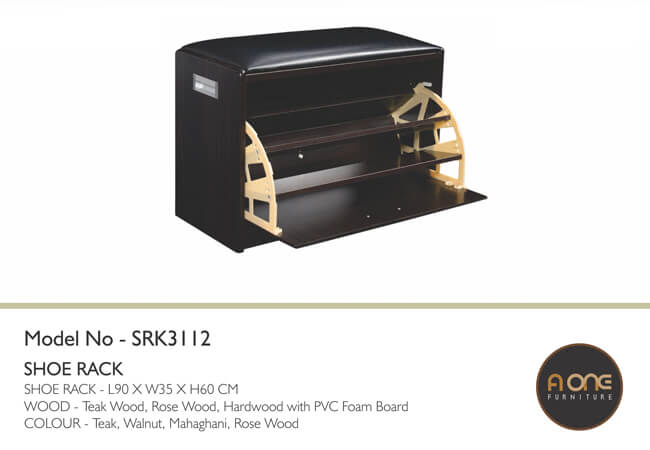 Model No - SRK3112
SHOE RACK
SHOE RACK - L90 X W35 X H60 CM
WOOD - Teak Wood, Rose Wood, Hardwood with PVC Foam Board
COLOUR - Teak, Walnut, Mahaghani, Rose Wood
A ONE
FURNITURE